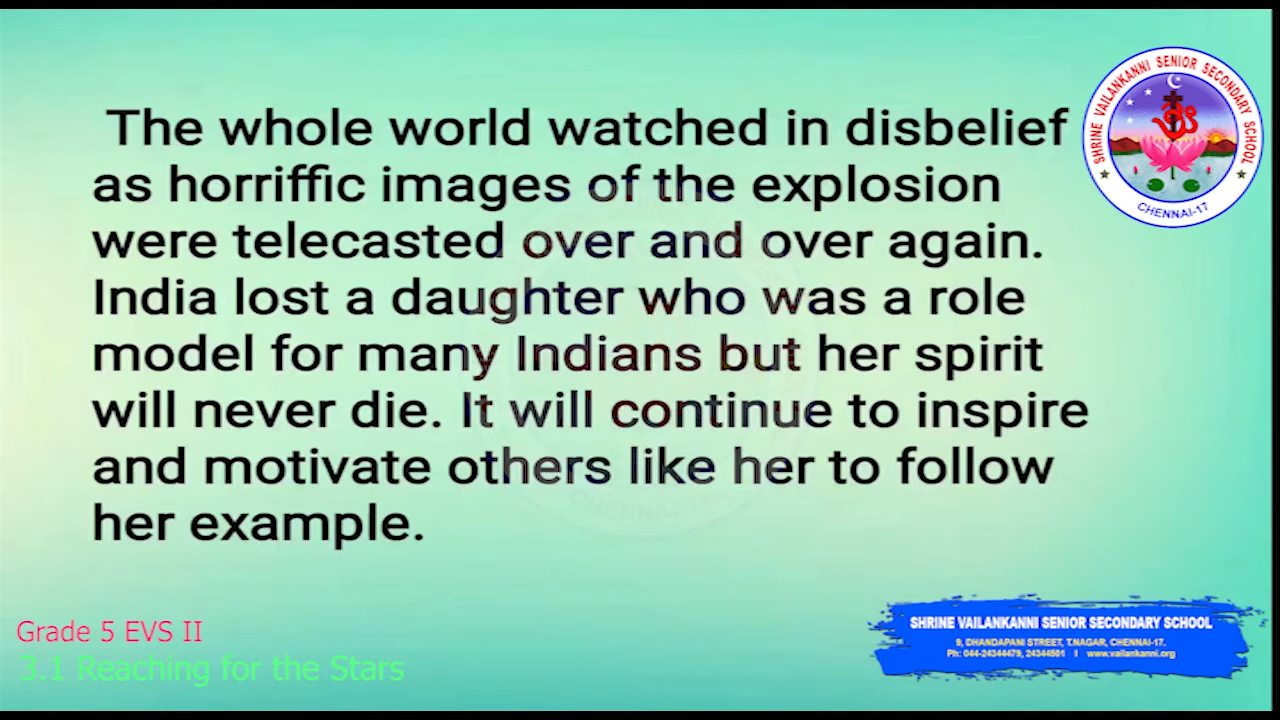 The whole world watched in disbelief
as horriffic images of the explosion
were telecasted over and over again.
India lost a daughter who was a role
model for many Indians but her spirit
will never die. It will continue to inspire
and motivate others like her to follow
her example.
SHRINE VAILANKANNI SENIOR SECONDARY SCHOOL
CHENNAI-17
Grade 5 EVS II
3.1 Reaching for the Stars
SHRINE VAILANKANNI SENIOR SECONDARY SCHOOL
9, DHANDAPANI STREET, T.NAGAR, CHENNAI-17.
Ph: 044-24344479, 24344501 I www.vailankanni.org